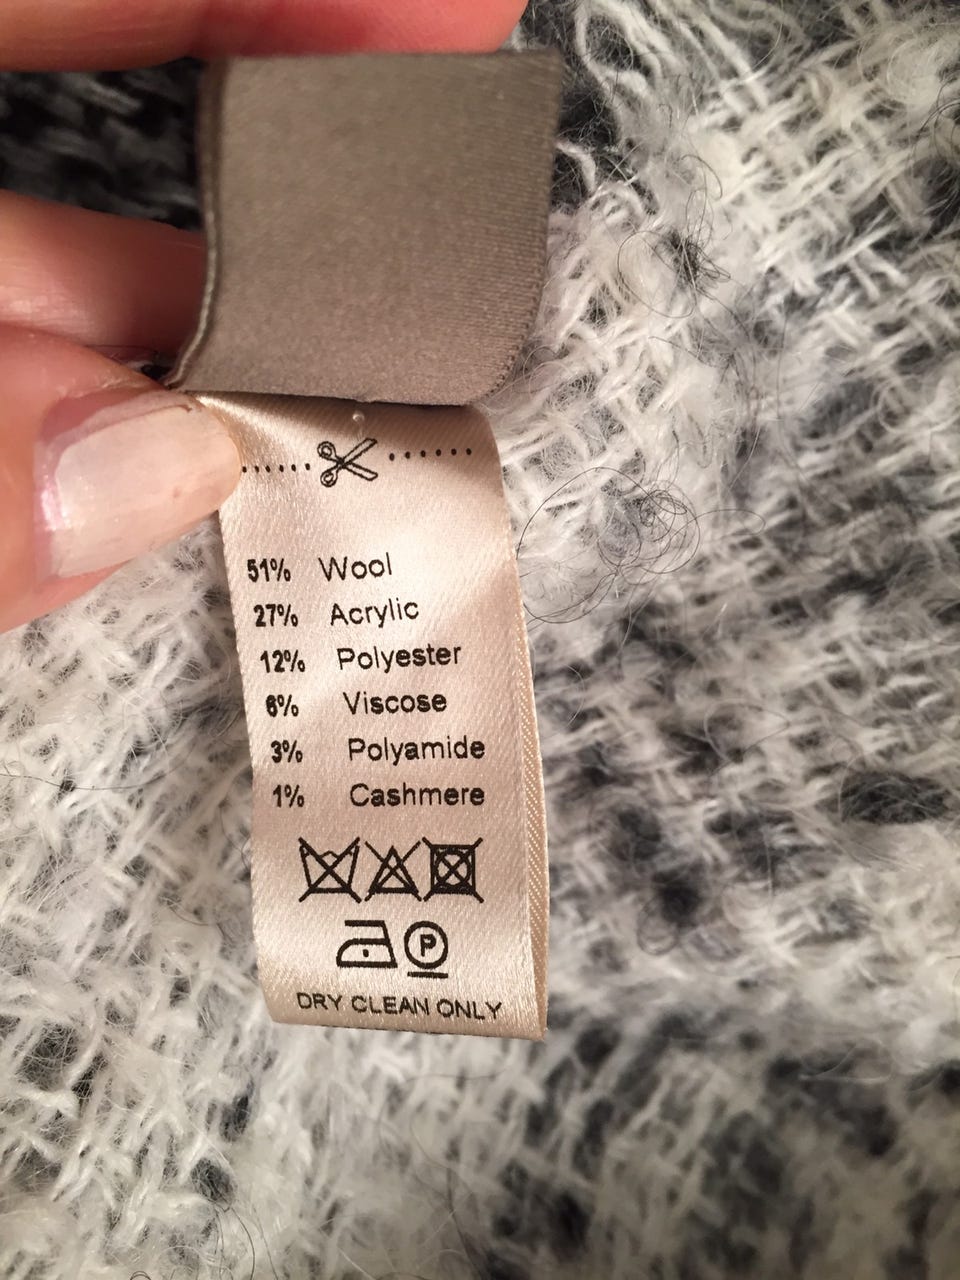 51% Wool
27% Acrylic
12% Polyester
6% Viscose
3% Polyamide
1% Cashmere
P
DRY CLEAN ONLY